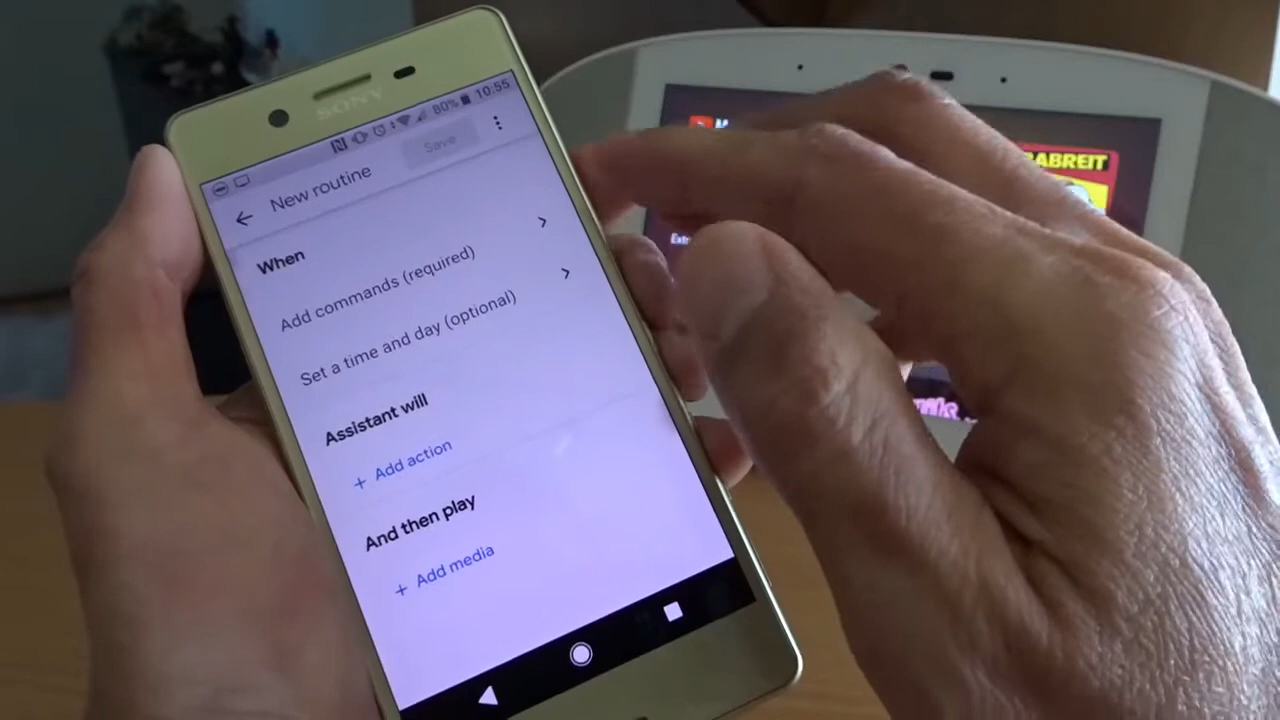 SONY
80% 10:55
New routine
Save
When
Add commands (required)
Set a time and day (optional)
Assistant will
+ Add action
And then play
+ Add media
ABREIT
Extr